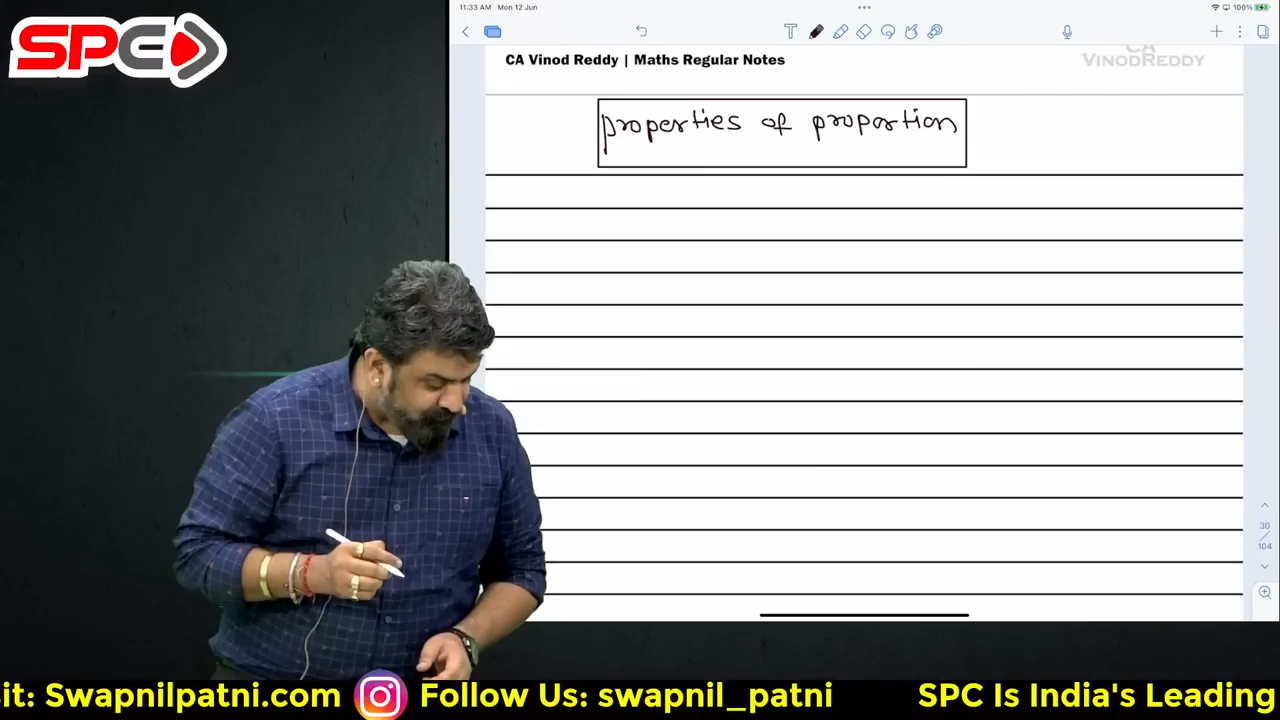 11:33 AM Mon 12 Jun
100%
SPC
CA Vinod Reddy | Maths Regular Notes
CA
VINODREDDY
properties of proportion
30
104
it: Swapnilpatni.com Follow Us: swapnil_patni SPC Is India's Leading